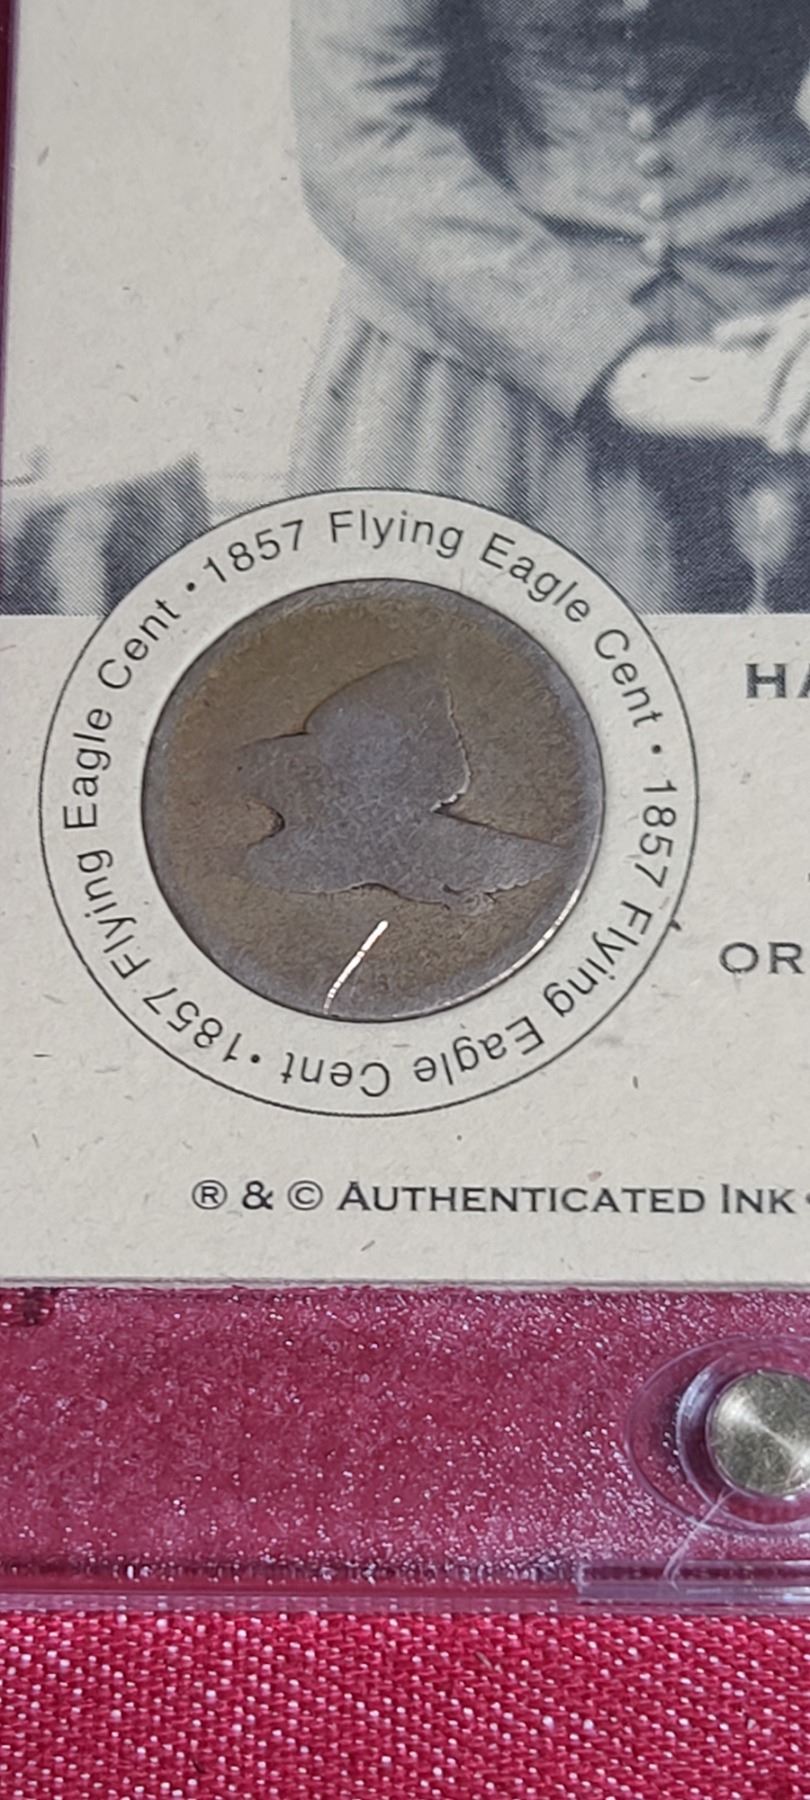 1857 Flying Eagle Cent • 1857 Flying Eagle Cent • 1857 Flying Eagle Cent •
HA
OR
® & © AUTHENTICATED INK